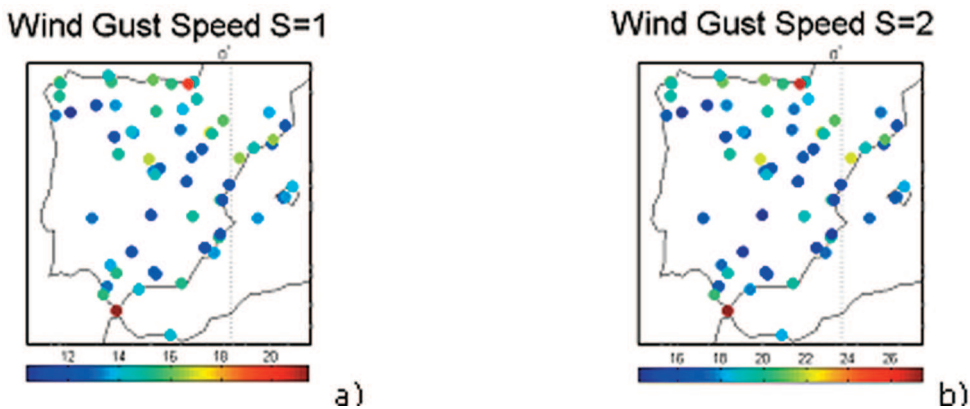 Wind Gust Speed S=1
0°
12 14 16 18 20
a)
Wind Gust Speed S=2
0°
16 18 20 22 24 26
b)